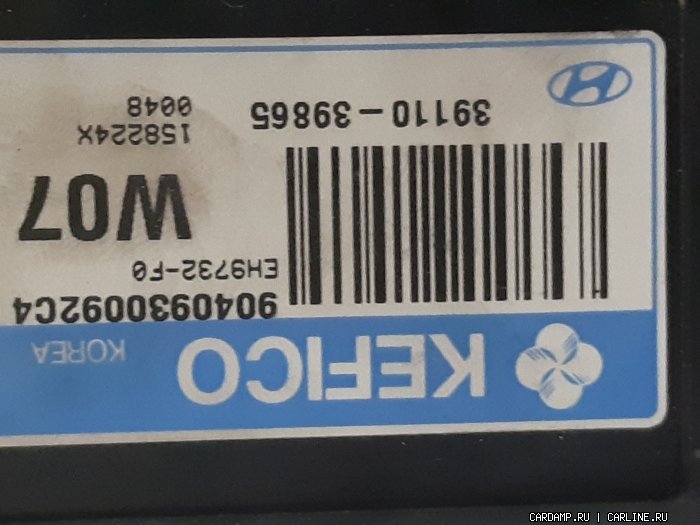 KEFICO
KOREA
9040930092C4
EH9732-F0
W07
158224X
0048
39110-39865
CARDAMP.RU | CARLINE.RU